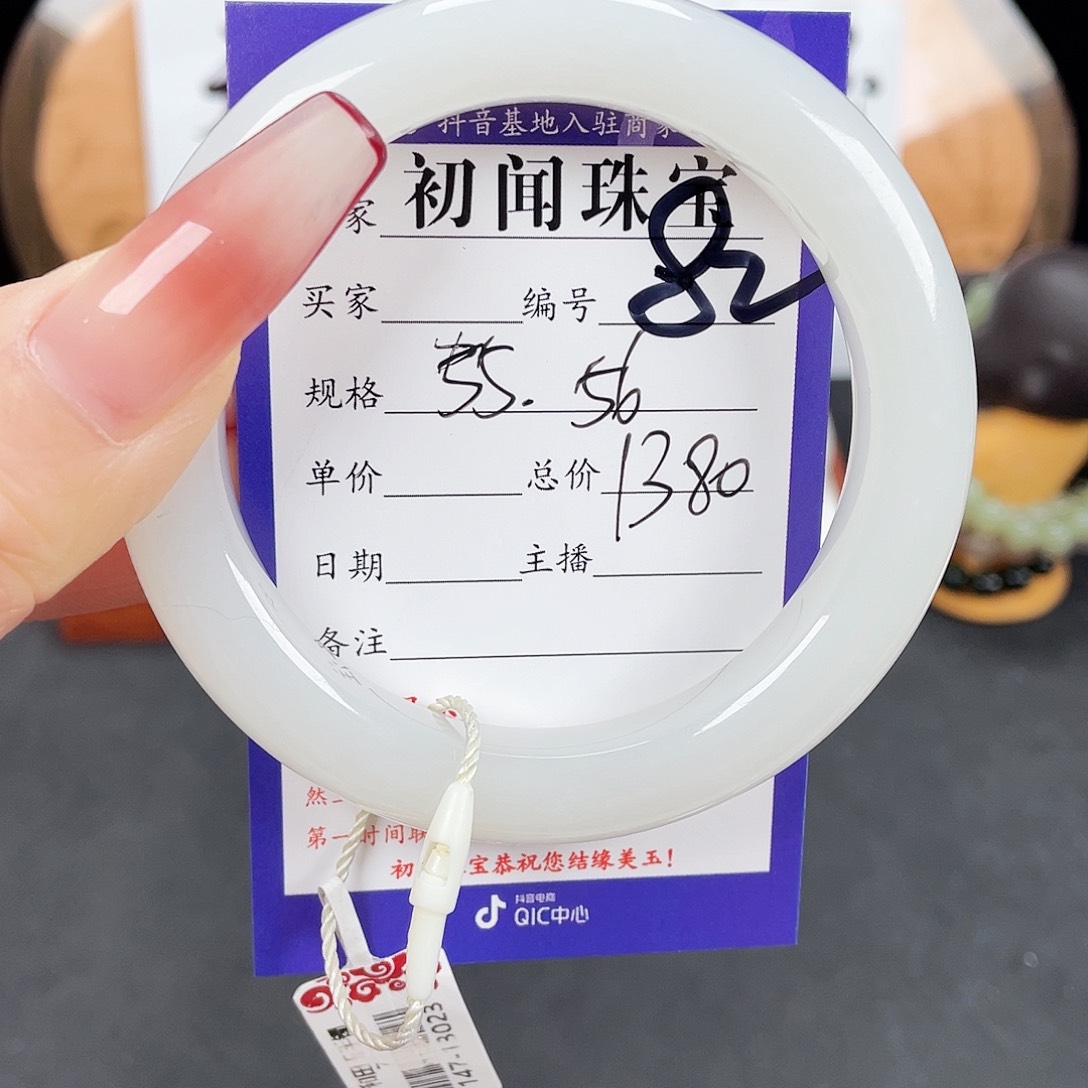 抖音基地入驻商家
家 初闻珠宝
买家 编号 82
规格 55.56
单价 总价 1380
日期 主播
备注
然
第一时间联
初 宝恭祝您结缘美玉!
抖音电商
QIC中心
147-13023